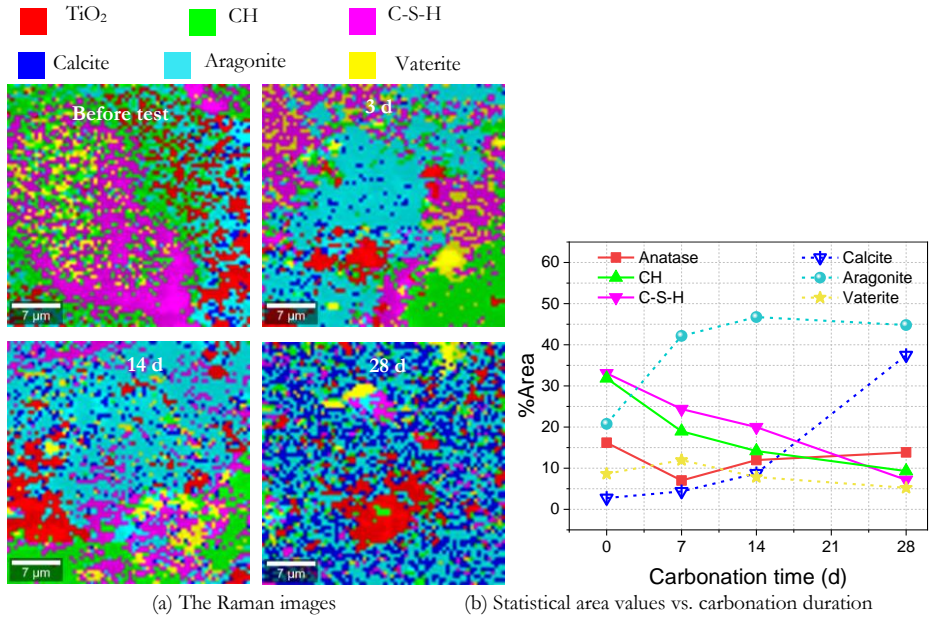 TiO₂ CH C-S-H
Calcite Aragonite Vaterite
Before test
3 d
7 μm
7 μm
14 d
28 d
7 μm
7 μm
Anatase
CH
C-S-H
Calcite
Aragonite
Vaterite
%Area
60
50
40
30
20
10
0
0 7 14 21 28
Carbonation time (d)
(a) The Raman images (b) Statistical area values vs. carbonation duration